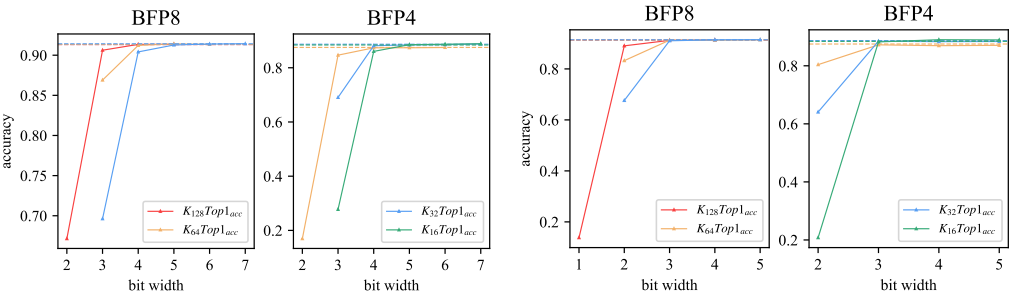 BFP8
BFP4
BFP8
BFP4
accuracy
0.90
0.85
0.80
0.75
0.70
2 3 4 5 6 7
bit width
K128Top1acc
K64Top1acc
0.8
0.6
0.4
0.2
2 3 4 5 6 7
bit width
K32Top1acc
K16Top1acc
accuracy
0.8
0.6
0.4
0.2
1 2 3 4 5
bit width
K128Top1acc
K64Top1acc
0.8
0.6
0.4
0.2
2 3 4 5
bit width
K32Top1acc
K16Top1acc